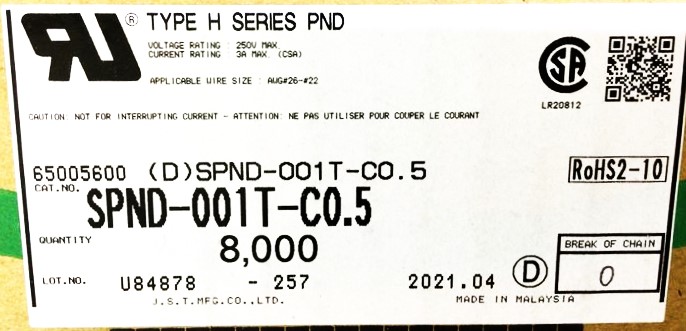 ® TYPE H SERIES PND
VOLTAGE RATING : 250V MAX.
CURRENT RATING : 3A MAX. (CSA)
APPLICABLE WIRE SIZE : AWG#26-#22
LR20812
CAUTION: NOT FOR INTERRUPTING CURRENT - ATTENTION: NE PAS UTILISER POUR COUPER LE COURANT
65005600 (D)SPND-001T-C0.5 RoHS2-10
CAT.NO.
SPND-001T-C0.5
QUANTITY 8,000 BREAK OF CHAIN
LOT.NO. U84878 - 257 2021.04 D 0
J.S.T.MFG.CO.,LTD. MADE IN MALAYSIA